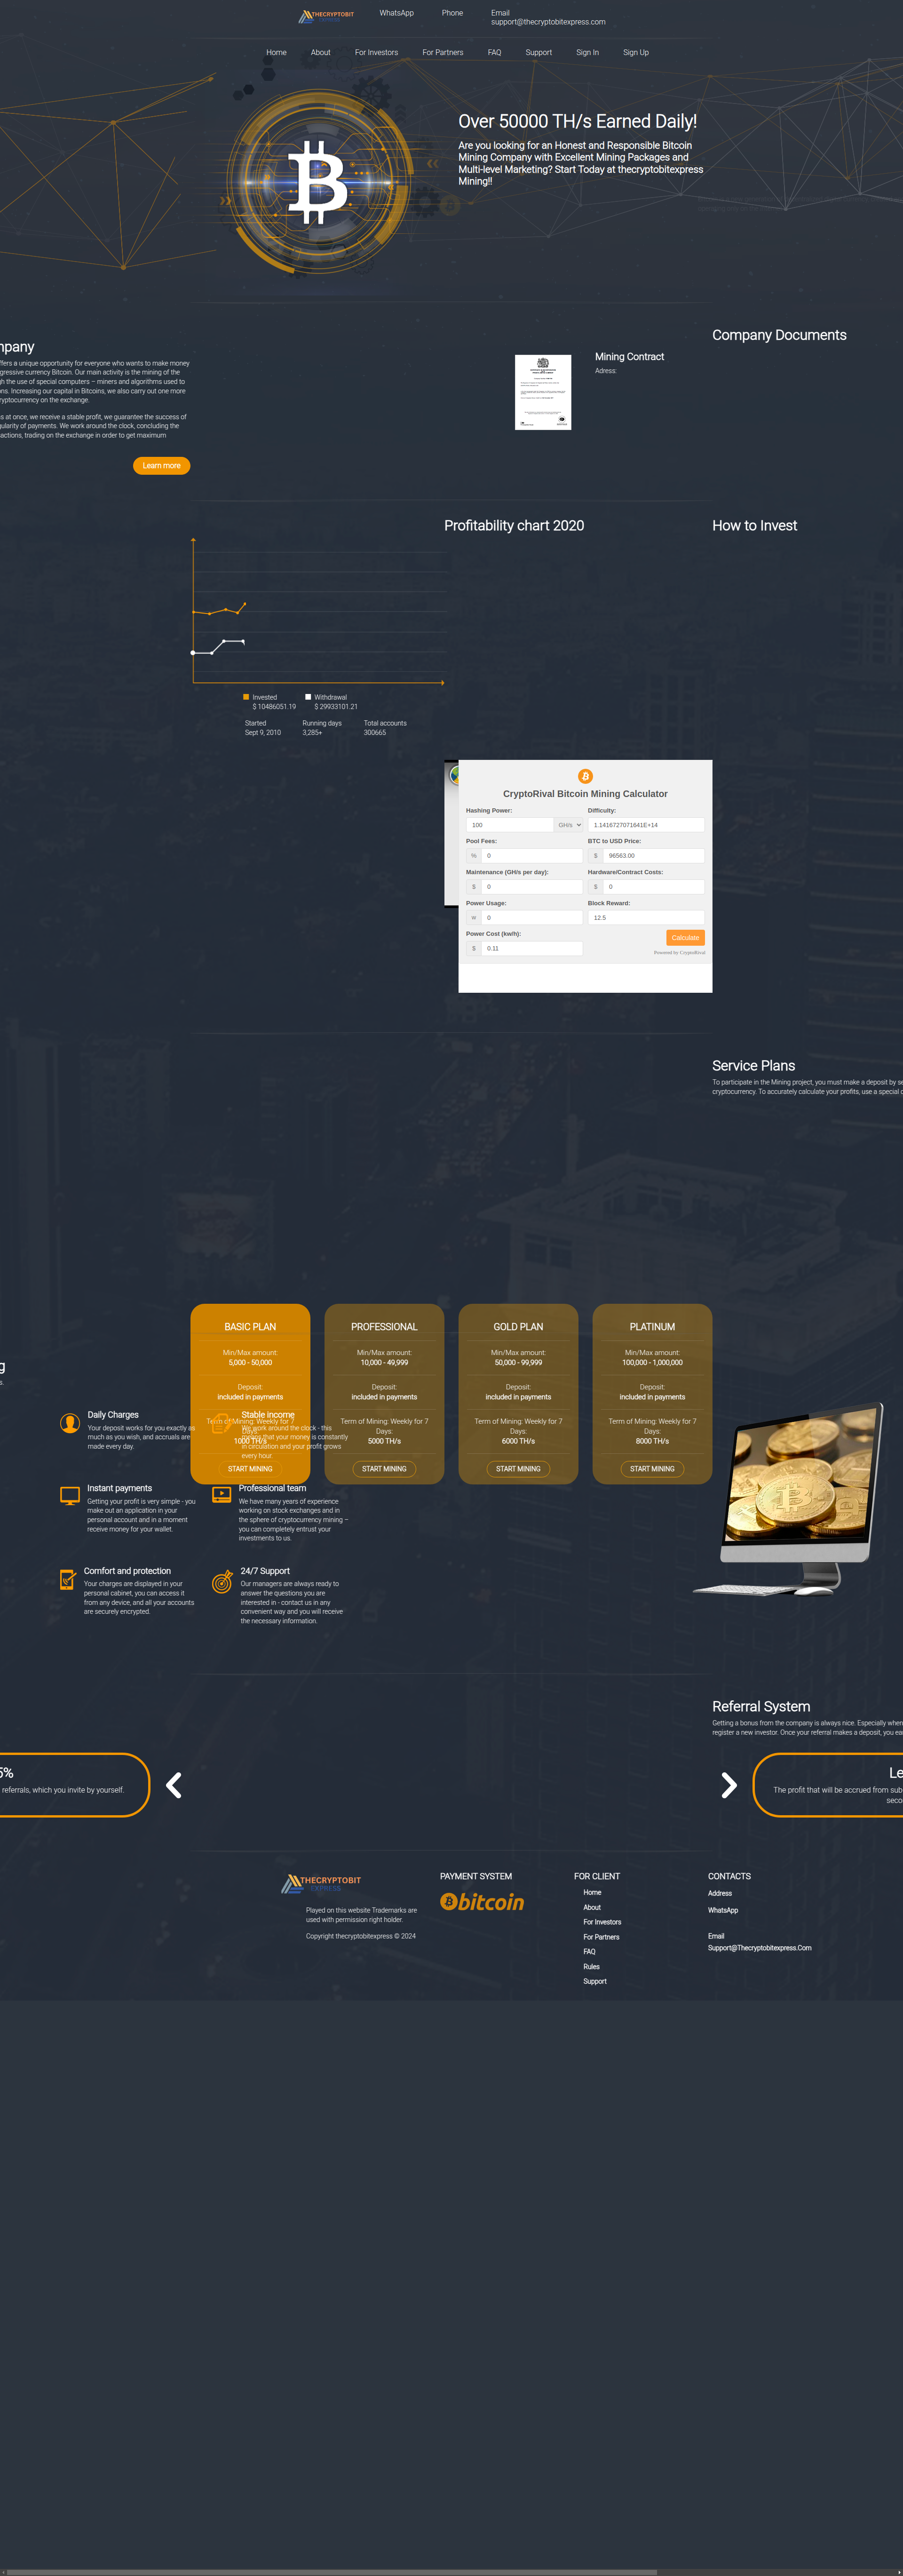 THECRYPTOBIT
EXPRESS
WhatsApp
Phone
Email
support@thecryptobitexpress.com
Home
About
For Investors
For Partners
FAQ
Support
Sign In
Sign Up
Over 50000 TH/s Earned Daily!
Are you looking for an Honest and Responsible Bitcoin
Mining Company with Excellent Mining Packages and
Multi-level Marketing? Start Today at thecryptobitexpress
Mining!!
ffers a unique opportunity for everyone who wants to make money
gressive currency Bitcoin. Our main activity is mining of the
gh the use of special computers – miners and algorithms used to
ons. Increasing our capital in Bitcoins, we also carry out one more
ryptocurrency on the exchange.
s at once, we receive a stable profit, we guarantee the success of
gularity of payments. We work around the clock, concluding the
actions, trading on the exchange in order to get maximum
Learn more
Company Documents
Mining Contract
Adress:
Profitability chart 2020
How to Invest
Invested
$ 10486051.19
Withdrawal
$ 29933101.21
Started
Sept 9, 2010
Running days
3,285+
Total accounts
300665
CryptoRival Bitcoin Mining Calculator
Hashing Power:
100
GH/s
Difficulty:
1.1416727071641E+14
Pool Fees:
%
0
BTC to USD Price:
$
96563.00
Maintenance (GH/s per day):
$
0
Hardware/Contract Costs:
$
0
Power Usage:
w
0
Block Reward:
12.5
Power Cost (kw/h):
$
0.11
Calculate
Powered by CryptoRival
Service Plans
To participate in the Mining project, you must make a deposit by se
cryptocurrency. To accurately calculate your profits, use a special c
BASIC PLAN
Min/Max amount:
5,000 - 50,000
Deposit:
included in payments
Term of Mining: Weekly for 7
Days:
1000 TH/s
START MINING
PROFESSIONAL
Min/Max amount:
10,000 - 49,999
Deposit:
included in payments
Term of Mining: Weekly for 7
Days:
5000 TH/s
START MINING
GOLD PLAN
Min/Max amount:
50,000 - 99,999
Deposit:
included in payments
Term of Mining: Weekly for 7
Days:
6000 TH/s
START MINING
PLATINUM
Min/Max amount:
100,000 - 1,000,000
Deposit:
included in payments
Term of Mining: Weekly for 7
Days:
8000 TH/s
START MINING
Daily Charges
Your deposit works for you exactly as
much as you wish, and accruals are
made every day.
Stable income
We work around the clock - this
means that your money is constantly
in circulation and your profit grows
every hour.
Instant payments
Getting your profit is very simple - you
make out an application in your
personal account and in a moment
receive money for your wallet.
Professional team
We have many years of experience
working on stock exchanges and in
the sphere of cryptocurrency mining –
you can completely entrust your
investments to us.
Comfort and protection
Your charges are displayed in your
personal cabinet, you can access it
from any device, and all your accounts
are securely encrypted.
24/7 Support
Our managers are always ready to
answer the questions you are
interested in - contact us in any
convenient way and you will receive
the necessary information.
Referral System
Getting a bonus from the company is always nice. Especially when
register a new investor. Once your referral makes a deposit, you ea
5%
referrals, which you invite by yourself.
Le
The profit that will be accrued from sub
seco
THECRYPTOBIT
EXPRESS
Played on this website Trademarks are
used with permission right holder.
Copyright thecryptobitexpress © 2024
PAYMENT SYSTEM
bitcoin
FOR CLIENT
Home
About
For Investors
For Partners
FAQ
Rules
Support
CONTACTS
Address
WhatsApp
Email
Support@Thecryptobitexpress.Com